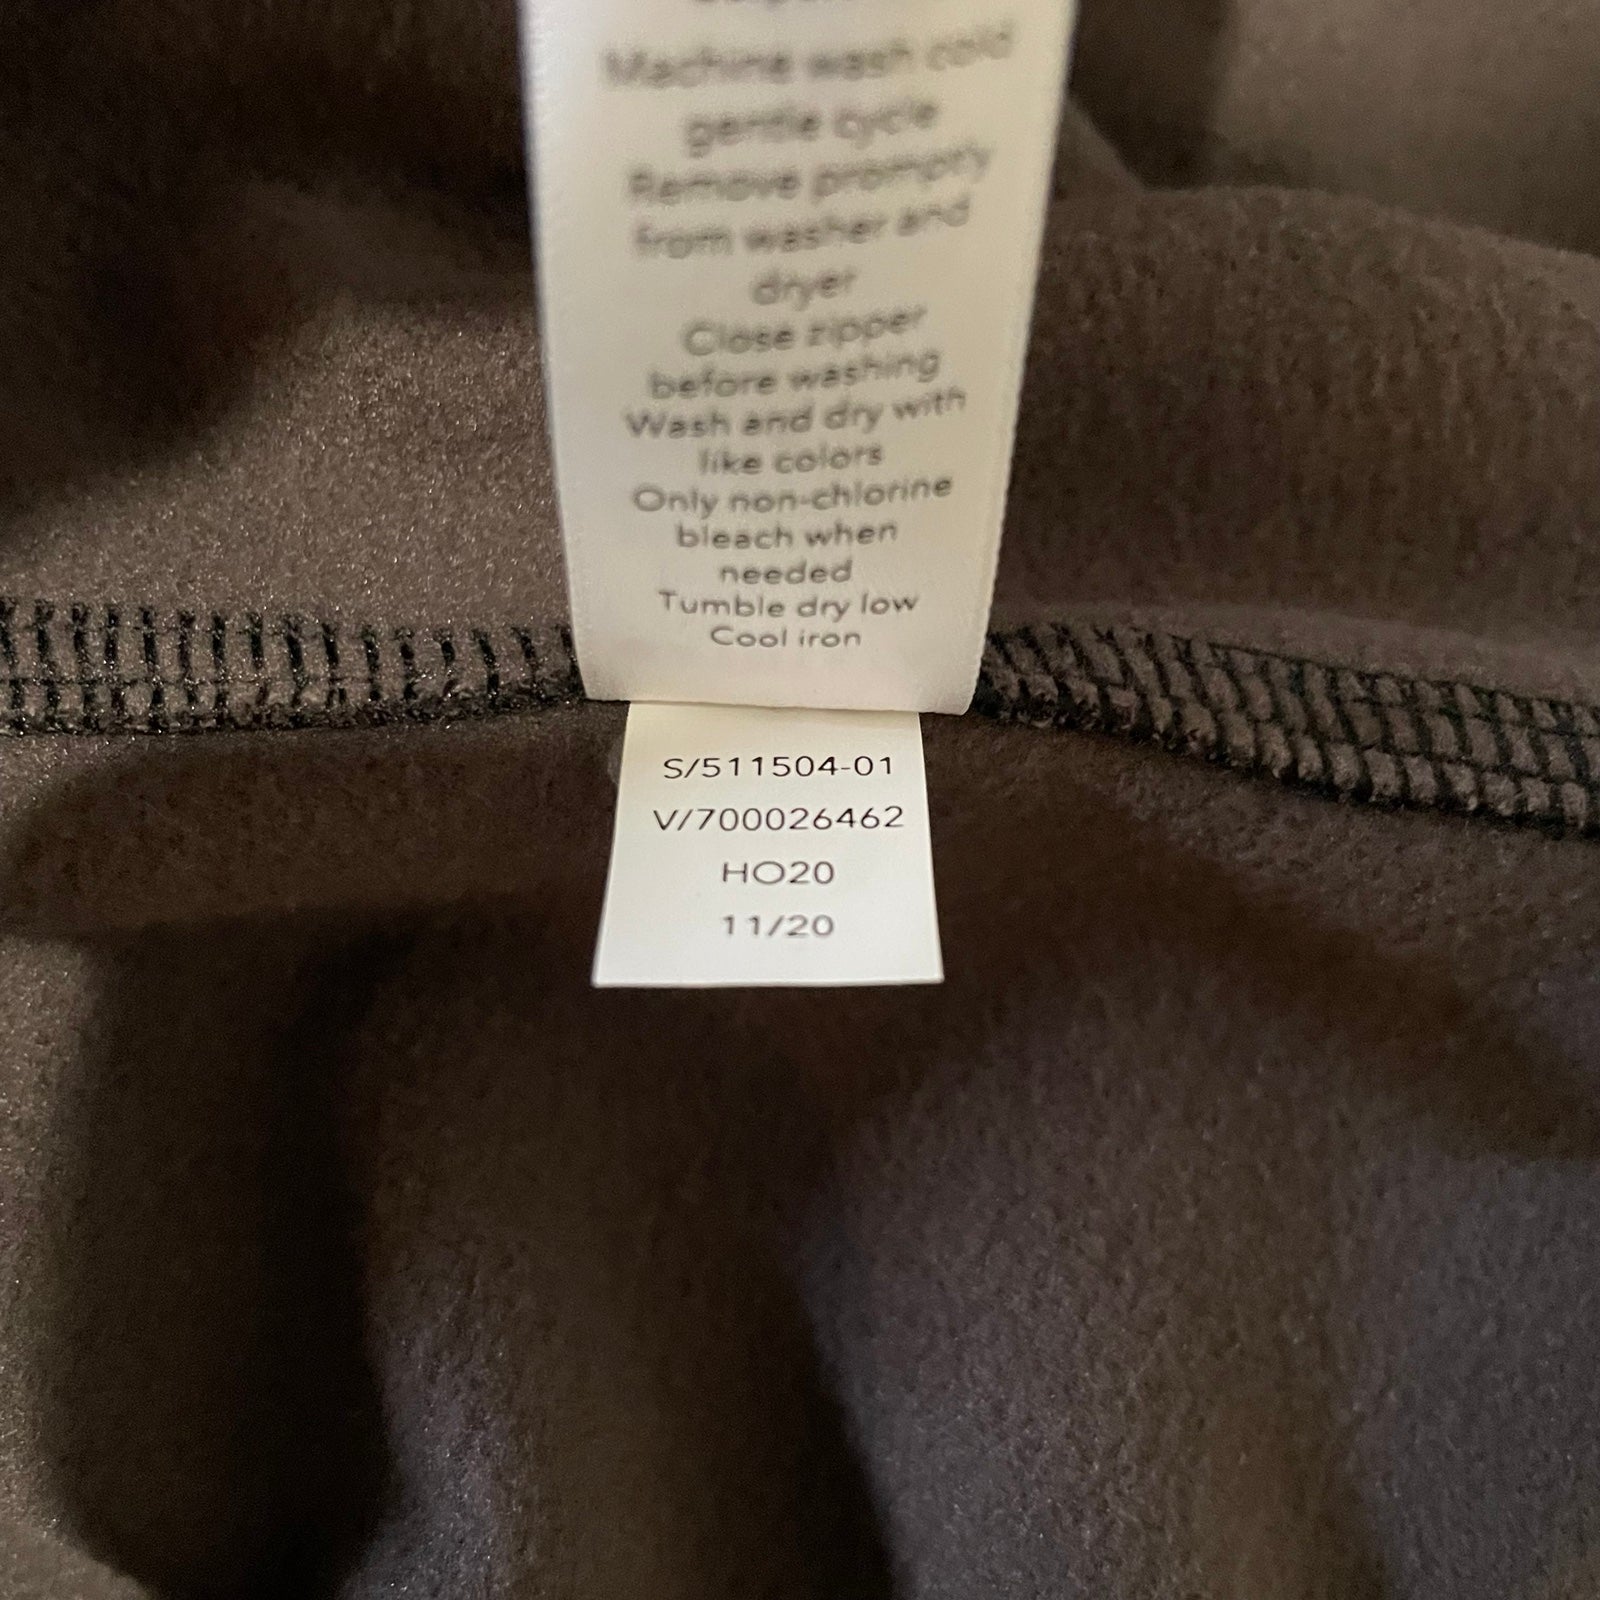 Machine wash cold
gentle cycle
Remove promptly
from washer and
dryer
Close zipper
before washing
Wash and dry with
like colors
Only non-chlorine
bleach when
needed
Tumble dry low
Cool iron
S/511504-01
V/700026462
HO20
11/20